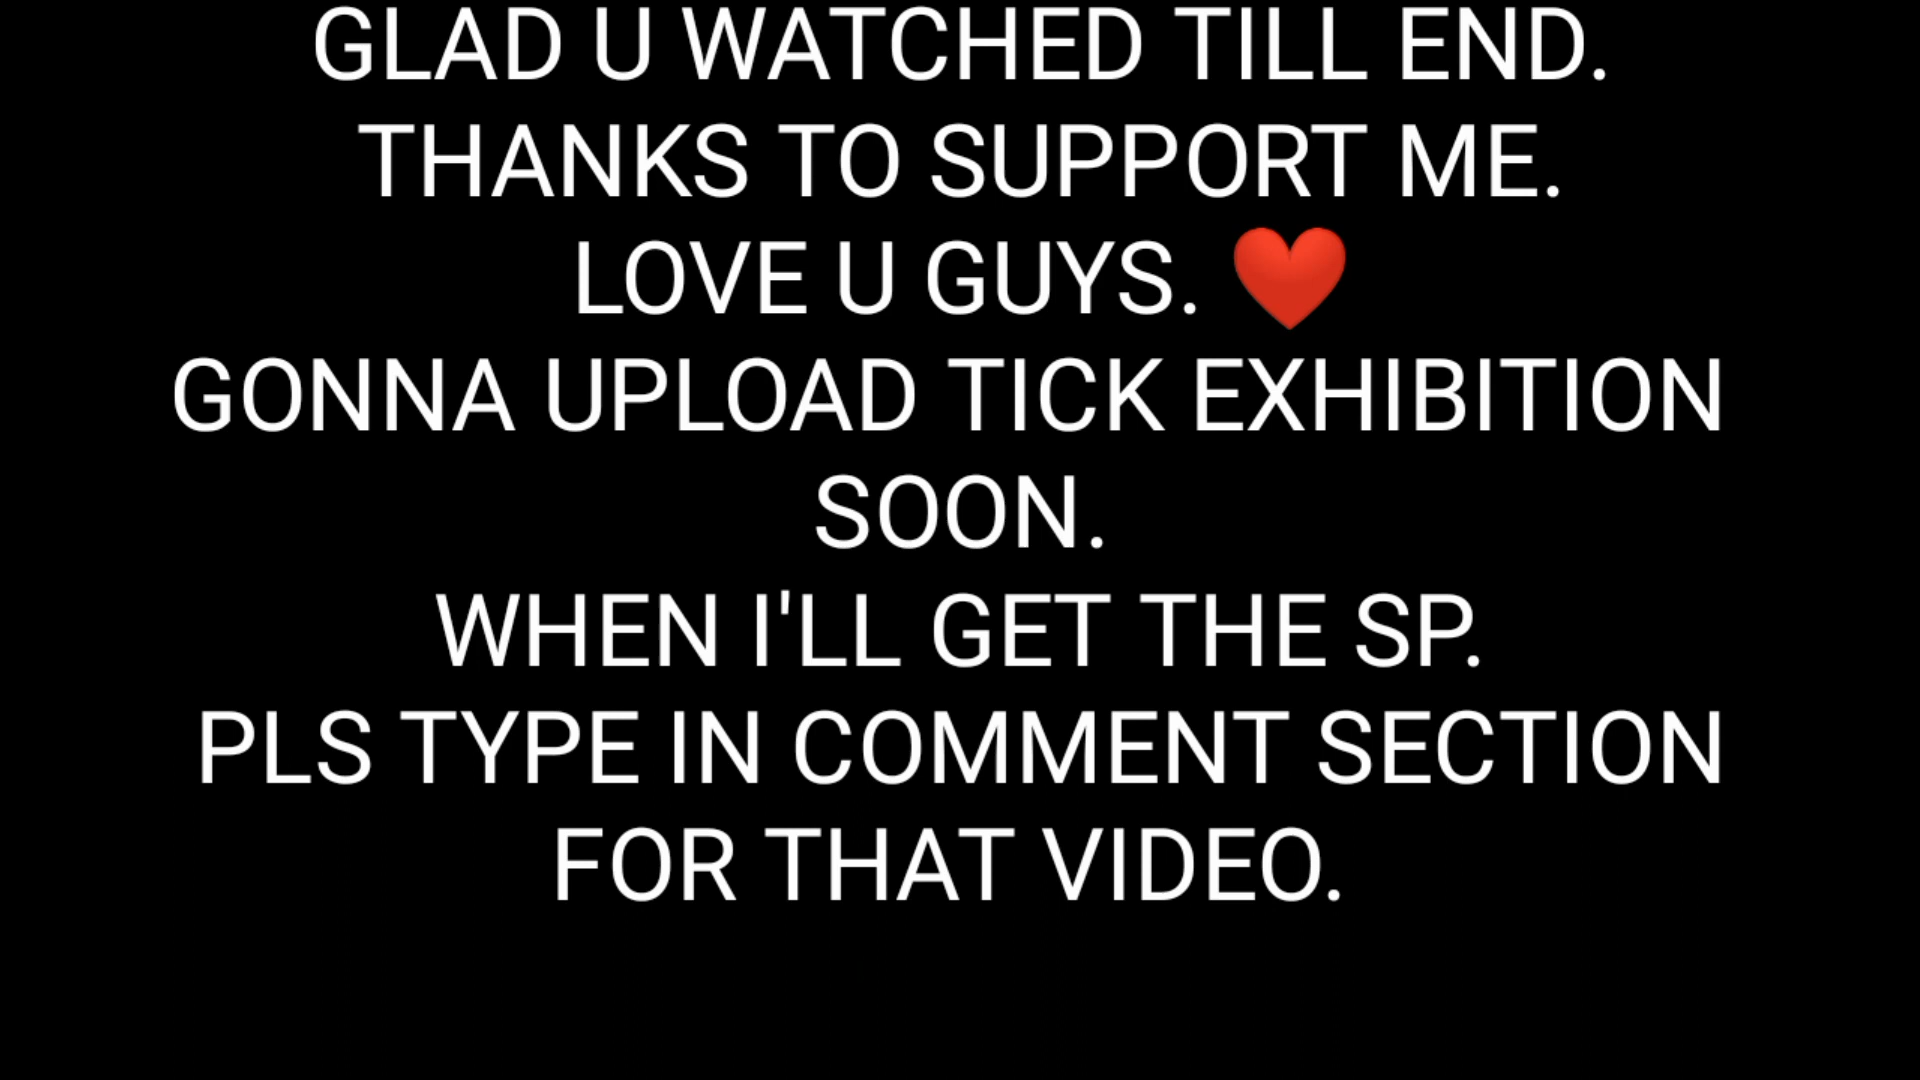 GLAD U WATCHED TILL END.
THANKS TO SUPPORT ME.
LOVE U GUYS. ❤️
GONNA UPLOAD TICK EXHIBITION
SOON.
WHEN I'LL GET THE SP.
PLS TYPE IN COMMENT SECTION
FOR THAT VIDEO.